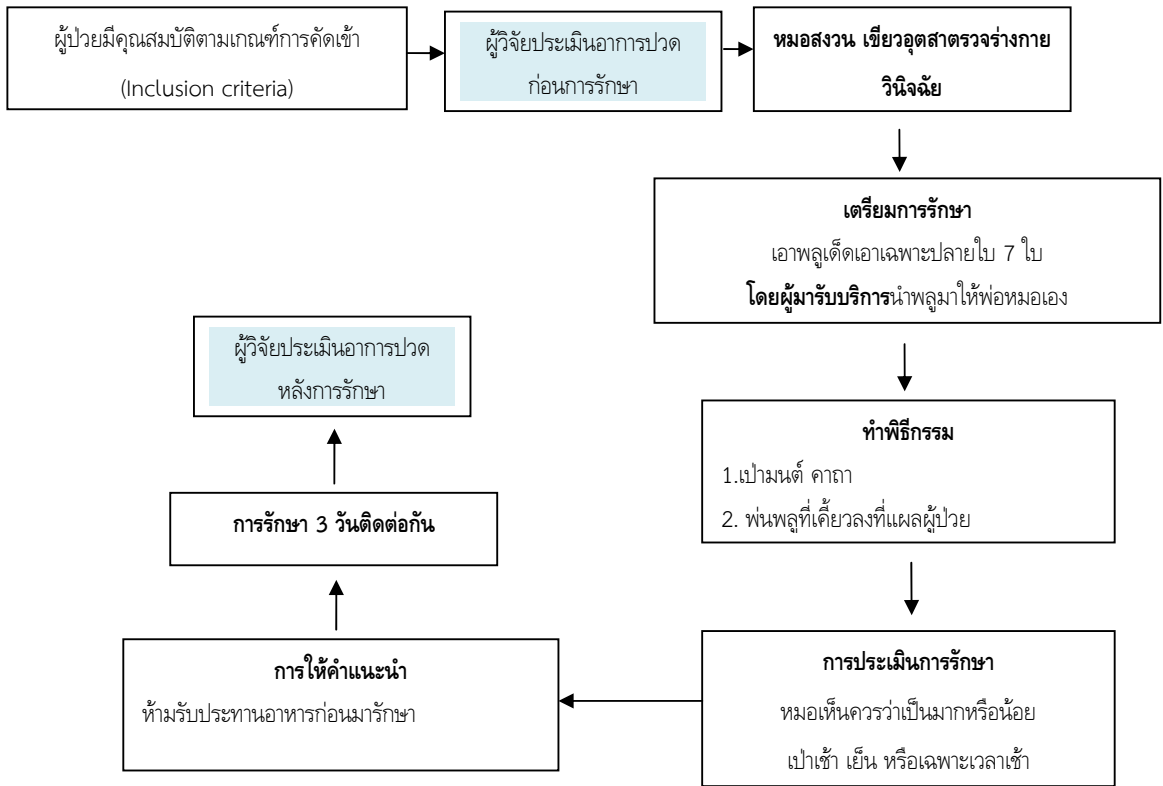 ผู้ป่วยมีคุณสมบัติตามเกณฑ์การคัดเข้า
(Inclusion criteria)
ผู้วิจัยประเมินอาการปวด
ก่อนการรักษา
หมอสงวน เขียวอุตสาตรวจร่างกาย
วินิจฉัย
เตรียมการรักษา
เอาพลูเด็ดเอาเฉพาะปลายใบ 7 ใบ
โดยผู้มารับบริการนำพลูมาให้พ่อหมอเอง
ทำพิธีกรรม
1.เป่ามนต์ คาถา
2. พ่นพลูที่เคี้ยวลงที่แผลผู้ป่วย
การประเมินการรักษา
หมอเห็นควรว่าเป็นมากหรือน้อย
เป่าเช้า เย็น หรือเฉพาะเวลาเช้า
การให้คำแนะนำ
ห้ามรับประทานอาหารก่อนมารักษา
การรักษา 3 วันติดต่อกัน
ผู้วิจัยประเมินอาการปวด
หลังการรักษา